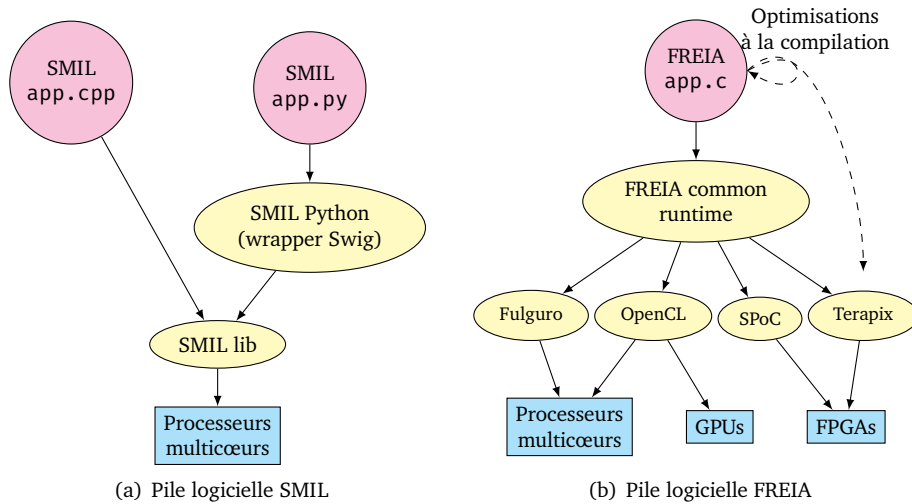 SMIL
app.cpp
SMIL
app.py
SMIL Python
(wrapper Swig)
SMIL lib
Processeurs
multicœurs
(a) Pile logicielle SMIL
Optimisations
à la compilation
FREIA
app.c
FREIA common
runtime
Fulguro
OpenCL
SPoC
Terapix
Processeurs
multicœurs
GPUs
FPGAs
(b) Pile logicielle FREIA